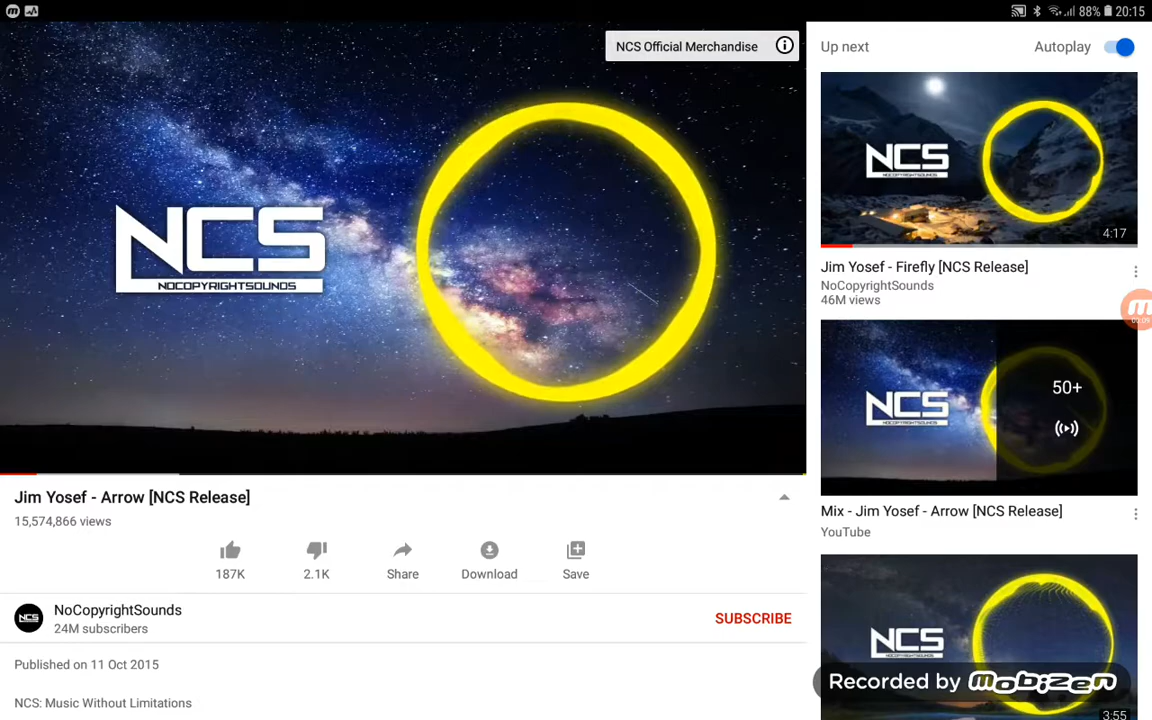 88% 20:15
NCS Official Merchandise
NCS
NOCOPYRIGHTSOUNDS
Jim Yosef - Arrow [NCS Release]
15,574,866 views
187K
2.1K
Share
Download
Save
NCS
NoCopyrightSounds
24M subscribers
SUBSCRIBE
Published on 11 Oct 2015
NCS: Music Without Limitations
Up next
Autoplay
NCS
NOCOPYRIGHTSOUNDS
4:17
Jim Yosef - Firefly [NCS Release]
NoCopyrightSounds
46M views
NCS
NOCOPYRIGHTSOUNDS
50+
Mix - Jim Yosef - Arrow [NCS Release]
YouTube
NCS
Recorded by mobizen
3:55